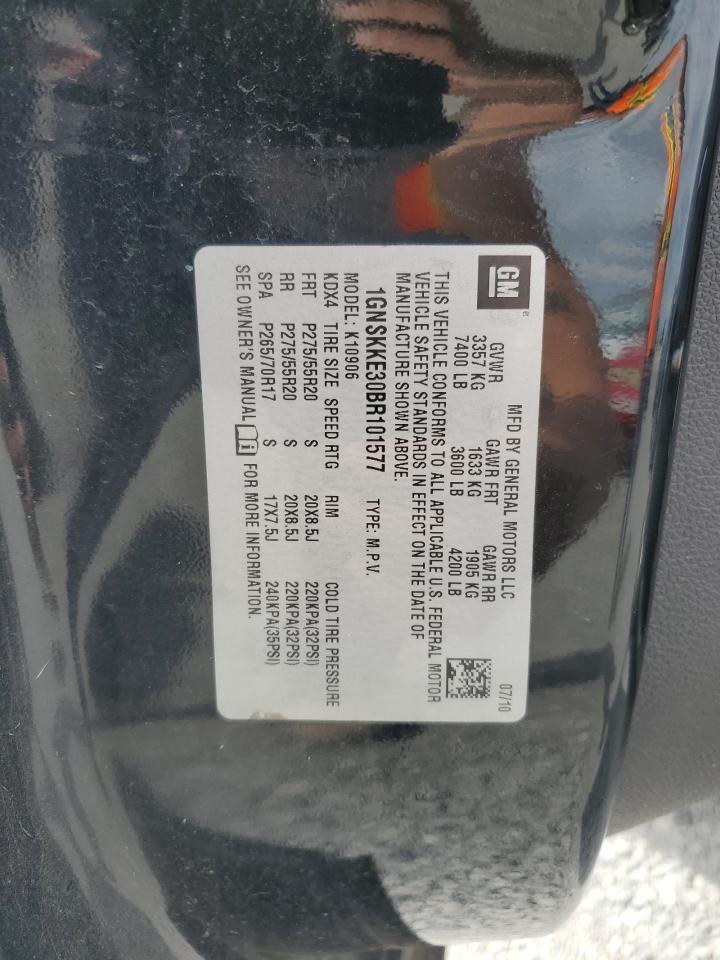 GM
MFD BY GENERAL MOTORS LLC 07/10
GVWR GAWR FRT GAWR RR
3357 KG 1633 KG 1905 KG
7400 LB 3600 LB 4200 LB
THIS VEHICLE CONFORMS TO ALL APPLICABLE U.S. FEDERAL MOTOR
VEHICLE SAFETY STANDARDS IN EFFECT ON THE DATE OF
MANUFACTURE SHOWN ABOVE.
1GNSKKE30BR101577 TYPE: M.P.V.
MODEL: K10906
KDX4 TIRE SIZE SPEED RTG RIM COLD TIRE PRESSURE
FRT P275/55R20 S 20X8.5J 220KPA(32PSI)
RR P275/55R20 S 20X8.5J 220KPA(32PSI)
SPA P265/70R17 S 17X7.5J 240KPA(35PSI)
SEE OWNER'S MANUAL FOR MORE INFORMATION.